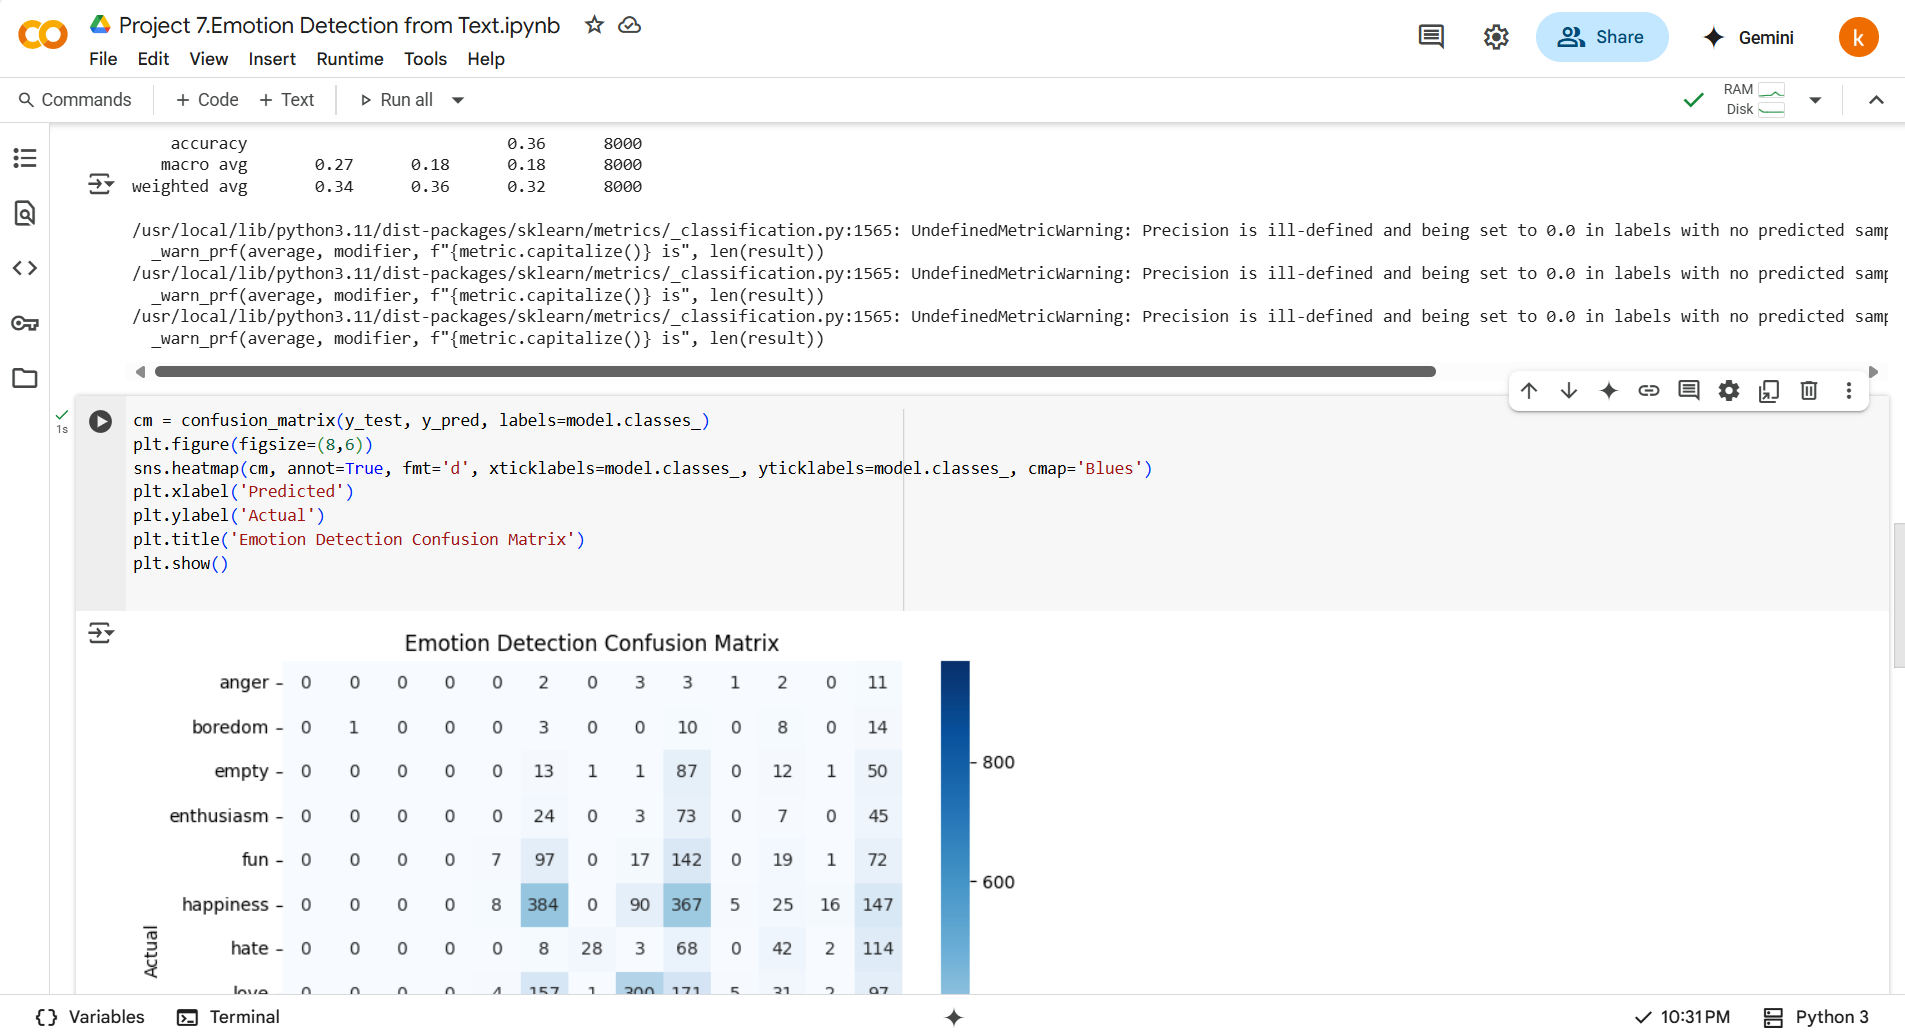 Project 7.Emotion Detection from Text.ipynb
File Edit View Insert Runtime Tools Help
Share
Gemini
k
Commands + Code + Text Run all
RAM
Disk
accuracy 0.36 8000
macro avg 0.27 0.18 0.18 8000
weighted avg 0.34 0.36 0.32 8000
/usr/local/lib/python3.11/dist-packages/sklearn/metrics/_classification.py:1565: UndefinedMetricWarning: Precision is ill-defined and being set to 0.0 in labels with no predicted samp
_warn_prf(average, modifier, f"{metric.capitalize()} is", len(result))
/usr/local/lib/python3.11/dist-packages/sklearn/metrics/_classification.py:1565: UndefinedMetricWarning: Precision is ill-defined and being set to 0.0 in labels with no predicted samp
_warn_prf(average, modifier, f"{metric.capitalize()} is", len(result))
/usr/local/lib/python3.11/dist-packages/sklearn/metrics/_classification.py:1565: UndefinedMetricWarning: Precision is ill-defined and being set to 0.0 in labels with no predicted samp
_warn_prf(average, modifier, f"{metric.capitalize()} is", len(result))
1s
cm = confusion_matrix(y_test, y_pred, labels=model.classes_)
plt.figure(figsize=(8,6))
sns.heatmap(cm, annot=True, fmt='d', xticklabels=model.classes_, yticklabels=model.classes_, cmap='Blues')
plt.xlabel('Predicted')
plt.ylabel('Actual')
plt.title('Emotion Detection Confusion Matrix')
plt.show()
Emotion Detection Confusion Matrix
anger 0 0 0 0 0 2 0 3 3 1 2 0 11
boredom 0 1 0 0 0 3 0 0 10 0 8 0 14
empty 0 0 0 0 0 13 1 1 87 0 12 1 50
enthusiasm 0 0 0 0 0 24 0 3 73 0 7 0 45
fun 0 0 0 0 7 97 0 17 142 0 19 1 72
happiness 0 0 0 0 8 384 0 90 367 5 25 16 147
hate 0 0 0 0 0 8 28 3 68 0 42 2 114
love 0 0 0 0 4 157 1 300 171 5 31 2 97
Actual
800
600
{} Variables Terminal
10:31 PM Python 3